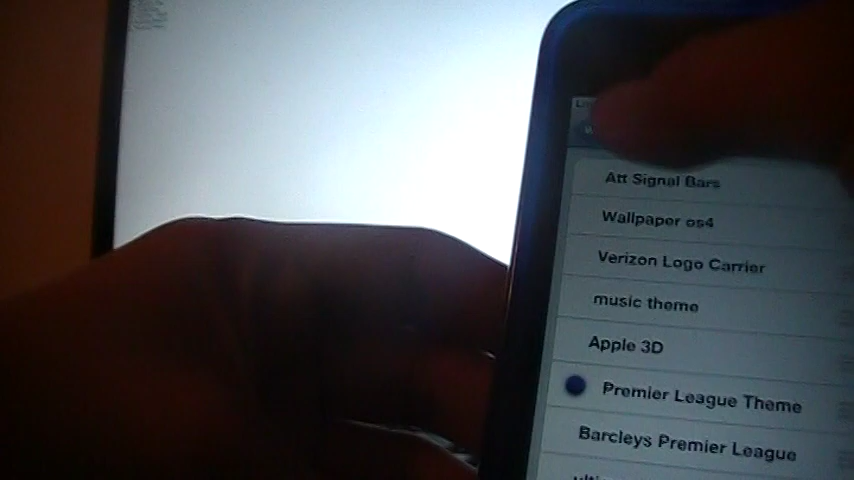 Att Signal Bars
Wallpaper os4
Verizon Logo Carrier
music theme
Apple 3D
Premier League Theme
Barcleys Premier League